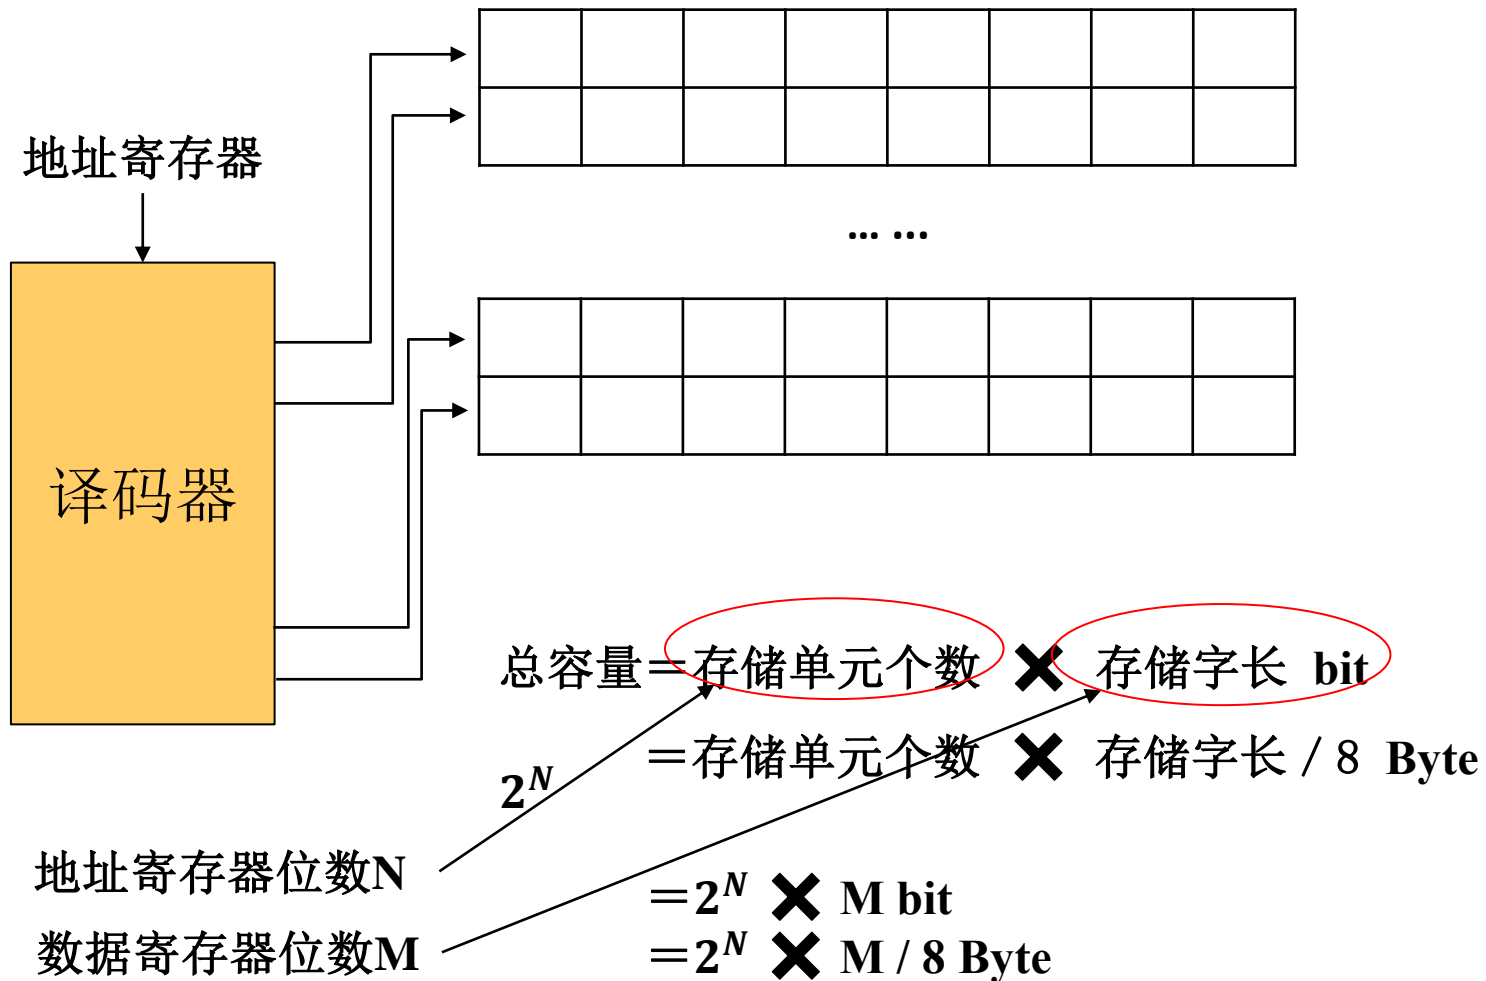 地址寄存器
... ...
译码器
总容量=存储单元个数 × 存储字长 bit
=存储单元个数 × 存储字长 / 8 Byte
2^N
地址寄存器位数N
=2^N × M bit
数据寄存器位数M
=2^N × M / 8 Byte